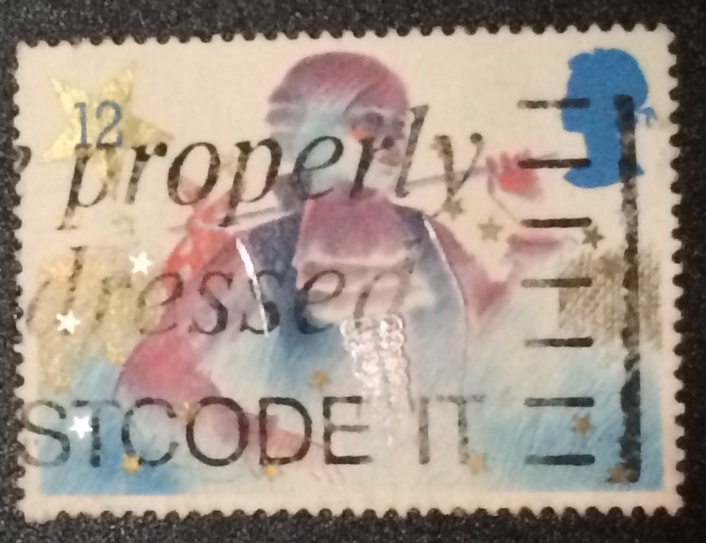 12
properly
dressed
STCODE IT